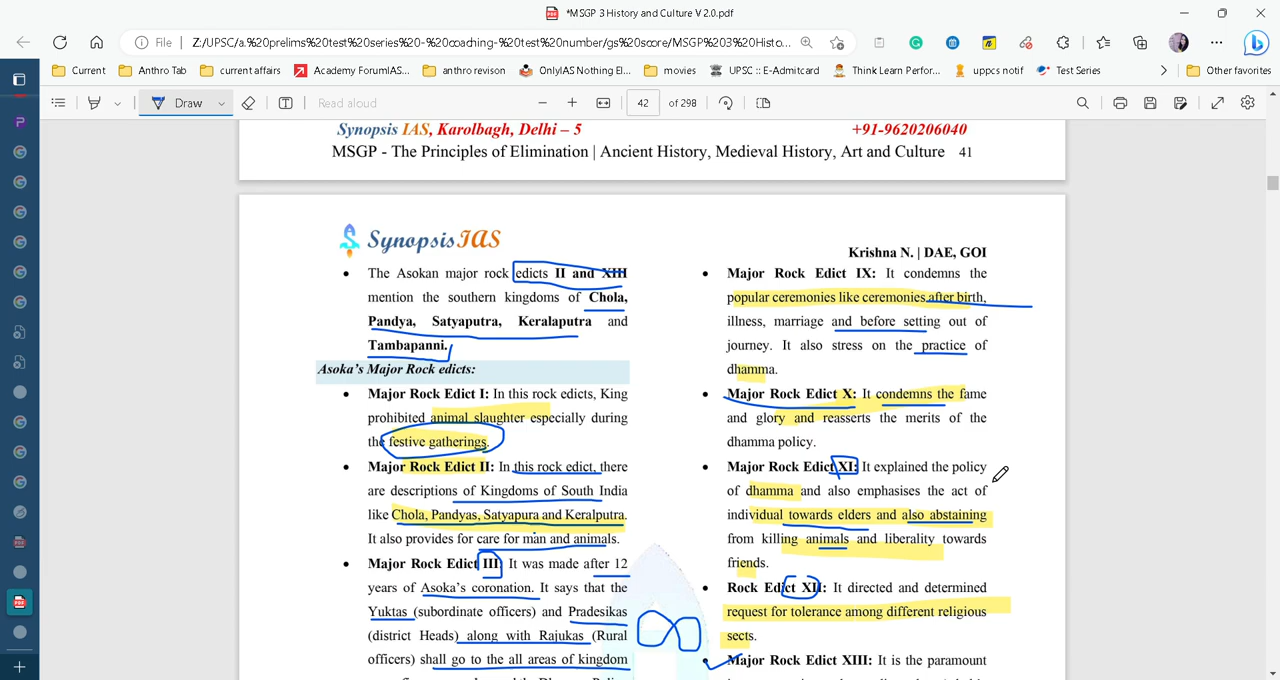 *MSGP 3 History and Culture V 2.0.pdf
File
Z:/UPSC/a.%20prelims%20test%20series%20-%20coaching%20-%20test%20number/gs%20score/MSGP%203%20Histo...
Current
Anthro Tab
current affairs
Academy ForumIAS...
anthro revison
OnlyIAS Nothing El...
movies
UPSC :: E-Admitcard
Think Learn Perfor...
uppcs notif
Test Series
Other favorites
Draw
Read aloud
42
of 298
Synopsis IAS, Karolbagh, Delhi – 5
+91-9620206040
MSGP - The Principles of Elimination | Ancient History, Medieval History, Art and Culture 41
Synopsis IAS
Krishna N. | DAE, GOI
• The Asokan major rock edicts II and XIII
mention the southern kingdoms of Chola,
Pandya, Satyaputra, Keralaputra and
Tambapanni.
Asoka's Major Rock edicts:
• Major Rock Edict I: In this rock edicts, King
prohibited animal slaughter especially during
the festive gatherings.
• Major Rock Edict II: In this rock edict, there
are descriptions of Kingdoms of South India
like Chola, Pandyas, Satyapura and Keralputra.
It also provides for care for man and animals.
• Major Rock Edict III: It was made after 12
years of Asoka's coronation. It says that the
Yuktas (subordinate officers) and Pradesikas
(district Heads) along with Rajukas (Rural
officers) shall go to the all areas of kingdom
• Major Rock Edict IX: It condemns the
popular ceremonies like ceremonies after birth,
illness, marriage and before setting out of
journey. It also stress on the practice of
dhamma.
• Major Rock Edict X: It condemns the fame
and glory and reasserts the merits of the
dhamma policy.
• Major Rock Edict XI: It explained the policy
of dhamma and also emphasises the act of
individual towards elders and also abstaining
from killing animals and liberality towards
friends.
• Rock Edict XII: It directed and determined
request for tolerance among different religious
sects.
• Major Rock Edict XIII: It is the paramount